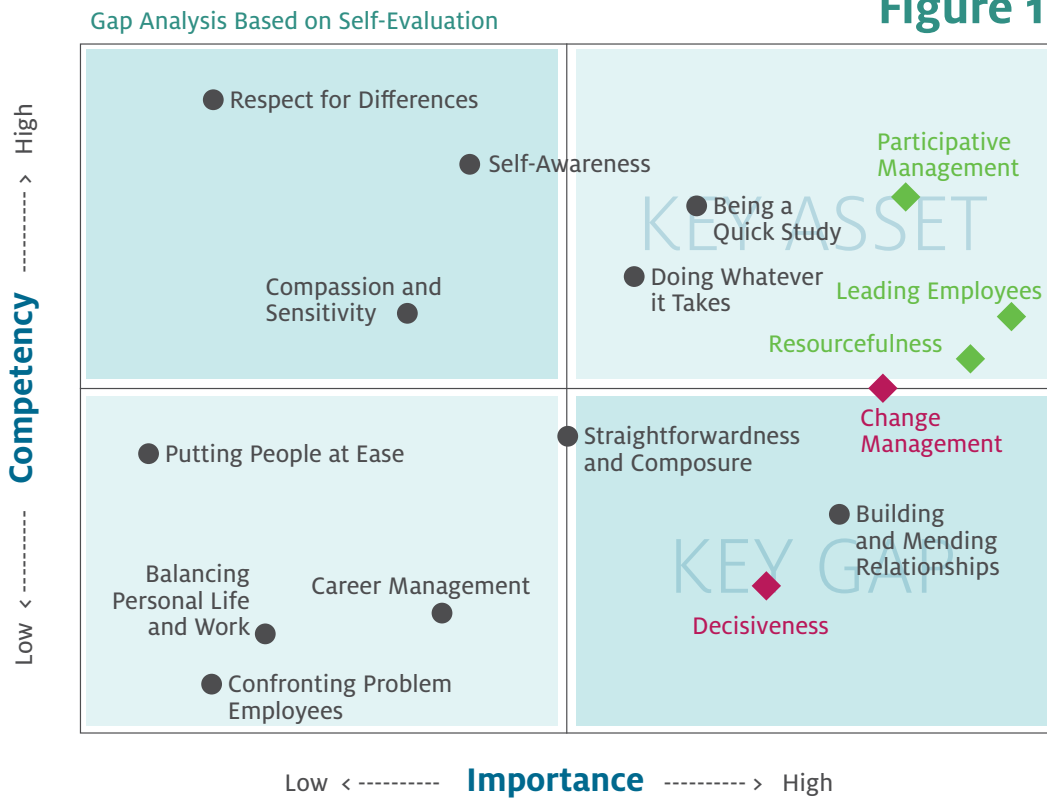 Gap Analysis Based on Self-Evaluation
Figure 1
High
Competency
Low
Respect for Differences
Self-Awareness
Compassion and
Sensitivity
KEY ASSET
Participative
Management
Being a
Quick Study
Doing Whatever
it Takes
Leading Employees
Resourcefulness
Change
Management
Putting People at Ease
Balancing
Personal Life
and Work
Career Management
Confronting Problem
Employees
Straightforwardness
and Composure
KEY GAP
Building
and Mending
Relationships
Decisiveness
Low < ---------- Importance ---------- > High